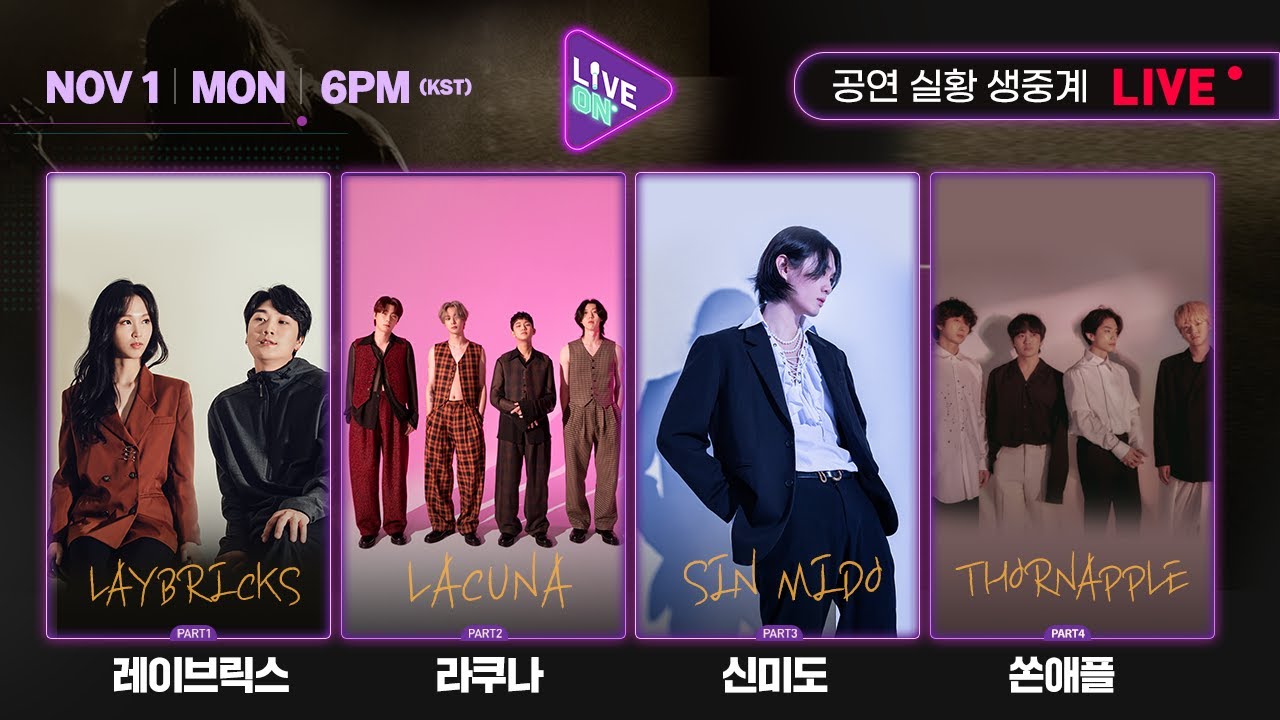 NOV 1 | MON | 6PM (KST)
LIVE
ON
공연 실황 생중계 LIVE
LAYBRICKS
LACUNA
SIN MIDO
THORNAPPLE
PART1
PART2
PART3
PART4
레이브릭스
라쿠나
신미도
쏜애플